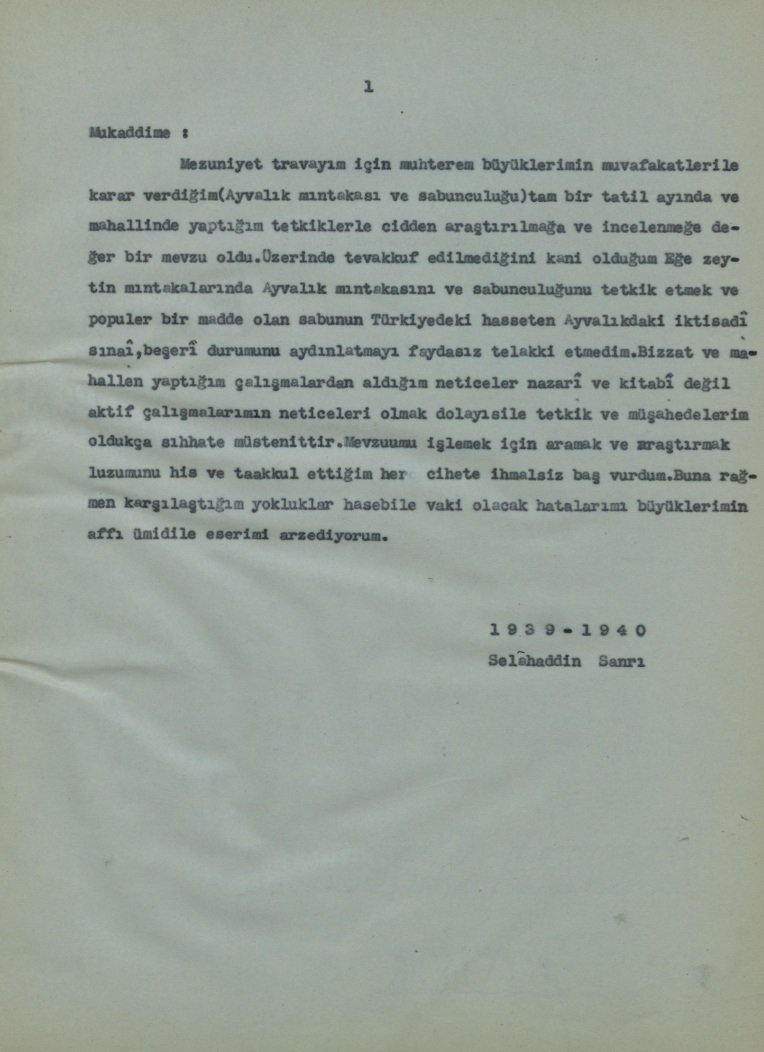 1
Mukaddime :
Mezuniyet travayım için muhterem büyüklerimin muvafakatlerile
karar verdiğim(Ayvalık mıntakası ve sabunculuğu)tam bir tatil ayında ve
mahallinde yaptığım tetkiklerle cidden araştırılmağa ve incelenmeğe de-
ğer bir mevzu oldu.Üzerinde tevakkuf edilmediğini kani olduğum Eğe zey-
tin mıntakalarında Ayvalık mıntakasını ve sabunculuğunu tetkik etmek ve
populer bir madde olan sabunun Türkiyedeki hasseten Ayvalıkdaki iktisadî
sınaî,beşerî durumunu aydınlatmayı faydasız telakki etmedim.Bizzat ve ma-
hallen yaptığım çalışmalardan aldığım neticeler nazarî ve kitabî değil
aktif çalışmalarımın neticeleri olmak dolayısile tetkik ve müşahedelerim
oldukça sıhhate müstenittir.Mevzuumu işlemek için aramak ve araştırmak
luzumunu his ve taakkul ettiğim her cihete ihmalsiz baş vurdum.Buna rağ-
men karşılaştığım yokluklar hasebile vaki olacak hatalarımı büyüklerimin
affı ümidile eserimi arzediyorum.
1939-1940
Selâhaddin Sanrı